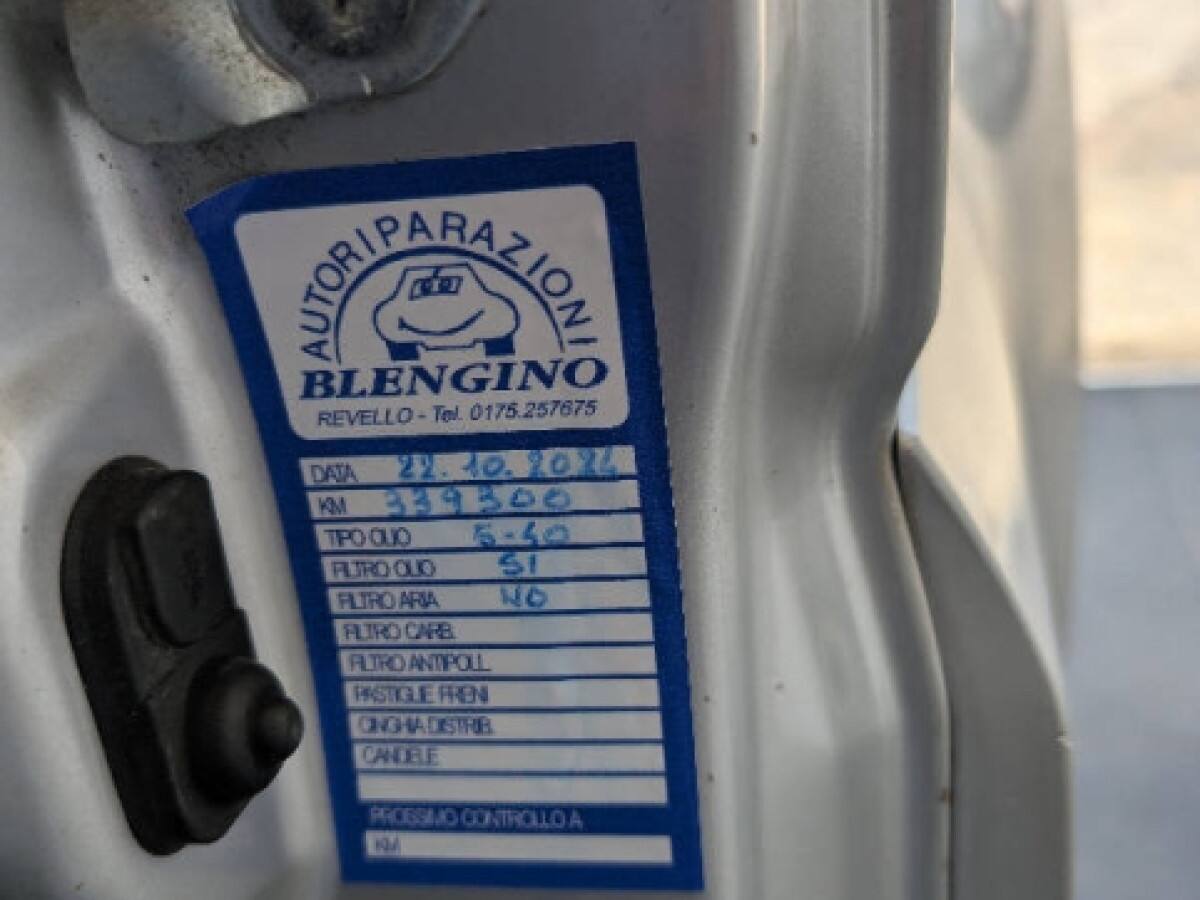 AUTORIPARAZIONI
BLENGINO
REVELLO - Tel. 0175.257675
DATA 22.10.2024
KM 339300
TIPO OLIO 5-40
FILTRO OLIO SI
FILTRO ARIA NO
FILTRO CARB.
FILTRO ANTIPOLL.
PASTIGLIE FRENI
CINGHIA DISTRIB.
CANDELE
PROSSIMO CONTROLLO A
KM